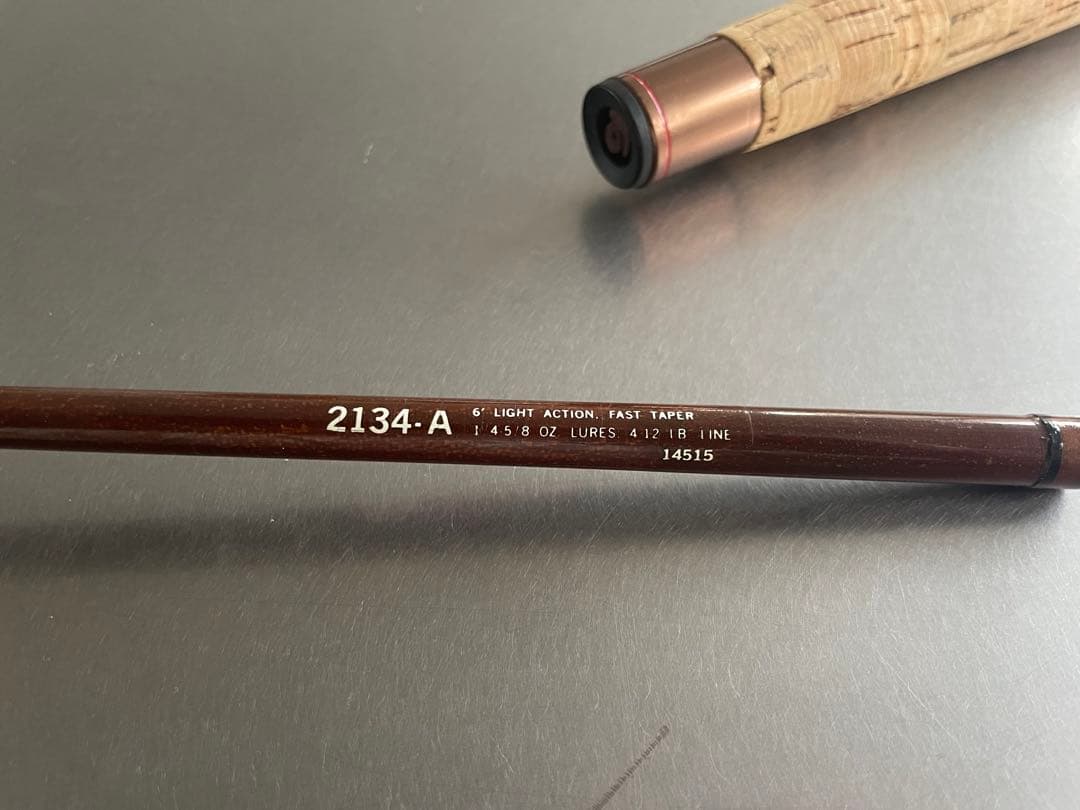 2134-A 6' LIGHT ACTION. FAST TAPER
1 4 5/8 OZ LURES 4 12 LB LINE
14515